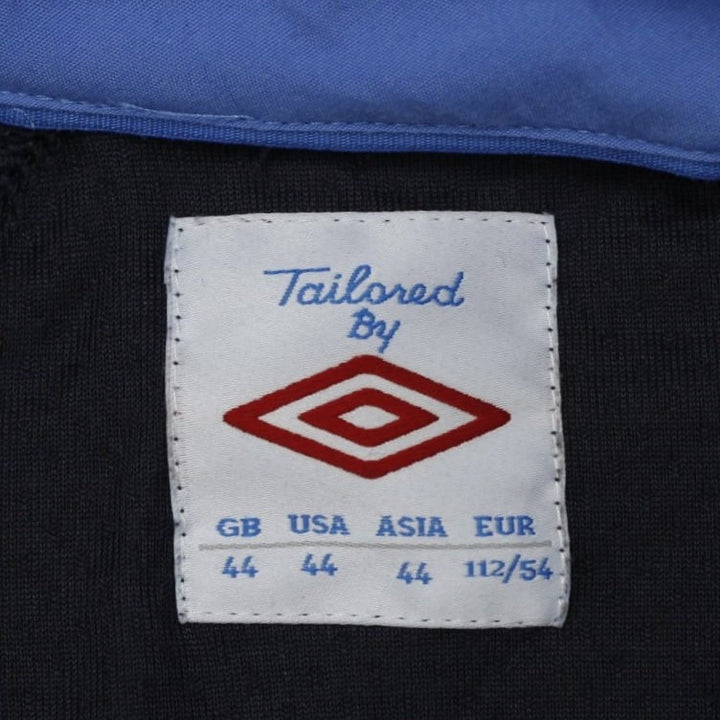 Tailored
By
GB USA ASIA EUR
44 44 44 112/54